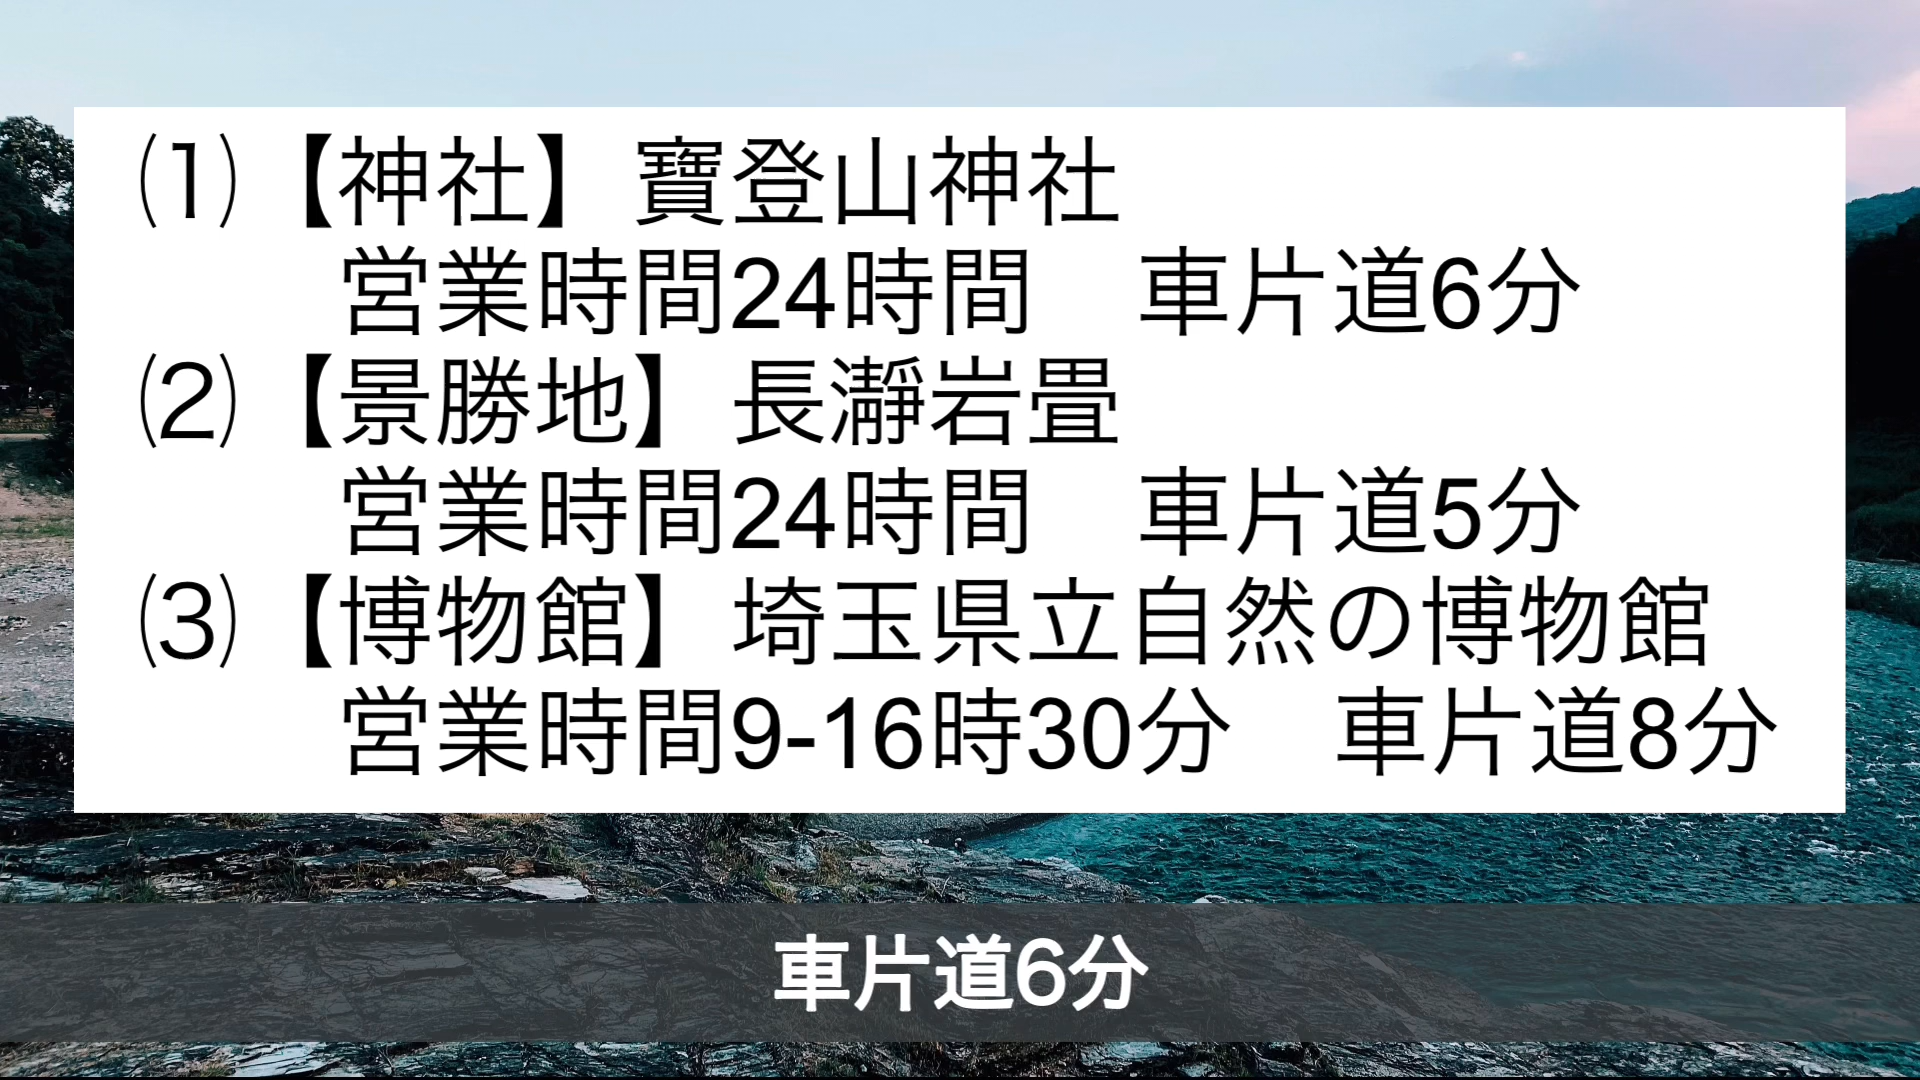 ⑴【神社】寶登山神社
営業時間24時間　車片道6分
⑵【景勝地】長瀞岩畳
営業時間24時間　車片道5分
⑶【博物館】埼玉県立自然の博物館
営業時間9-16時30分　車片道8分
車片道6分